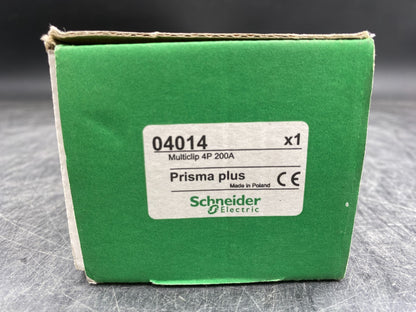 04014 x1
Multiclip 4P 200A
Prisma plus
Made in Poland CE
Schneider
Electric